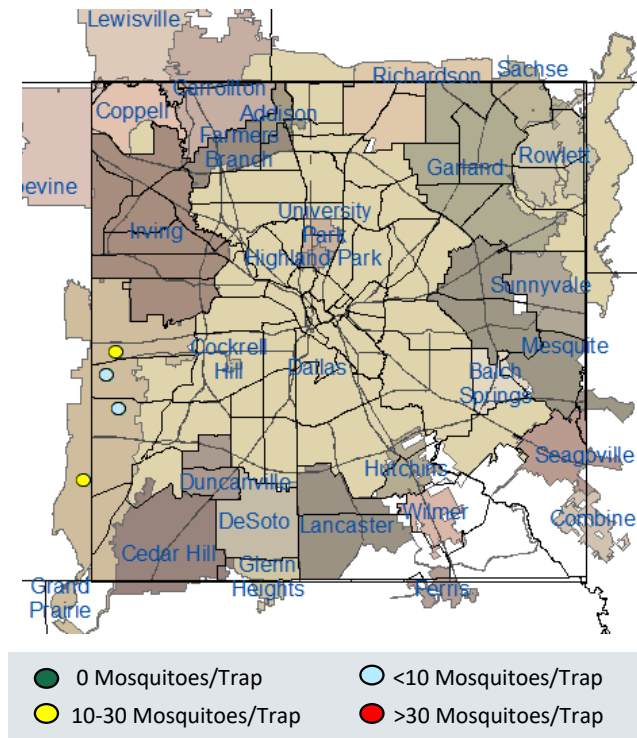 Lewisville
Carrollton
Richardson
Sachse
Coppell
Addison
Farmers
Branch
evine
Garland
Rowlett
University
Park
Irving
Highland Park
Sunnyvale
Cockrell
Hill
Dallas
Mesquite
Balch
Springs
Seagoville
Duncanville
Hutchins
DeSoto
Lancaster
Wilmer
Combine
Cedar Hill
Glenn
Heights
Grand
Prairie
Ferris
0 Mosquitoes/Trap
<10 Mosquitoes/Trap
10-30 Mosquitoes/Trap
>30 Mosquitoes/Trap